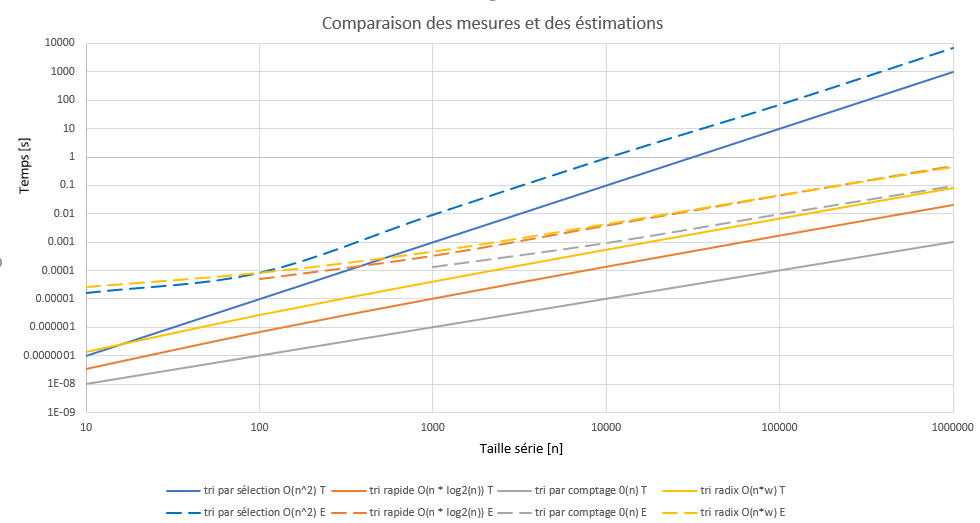 Comparaison des mesures et des éstimations
10000
1000
100
10
1
0.1
0.01
0.001
0.0001
0.00001
0.000001
0.0000001
1E-08
1E-09
Temps [s]
10 100 1000 10000 100000 1000000
Taille série [n]
tri par sélection O(n^2) T tri rapide O(n * log2(n)) T tri par comptage 0(n) T tri radix O(n*w) T
tri par sélection O(n^2) E tri rapide O(n * log2(n)) E tri par comptage 0(n) E tri radix O(n*w) E